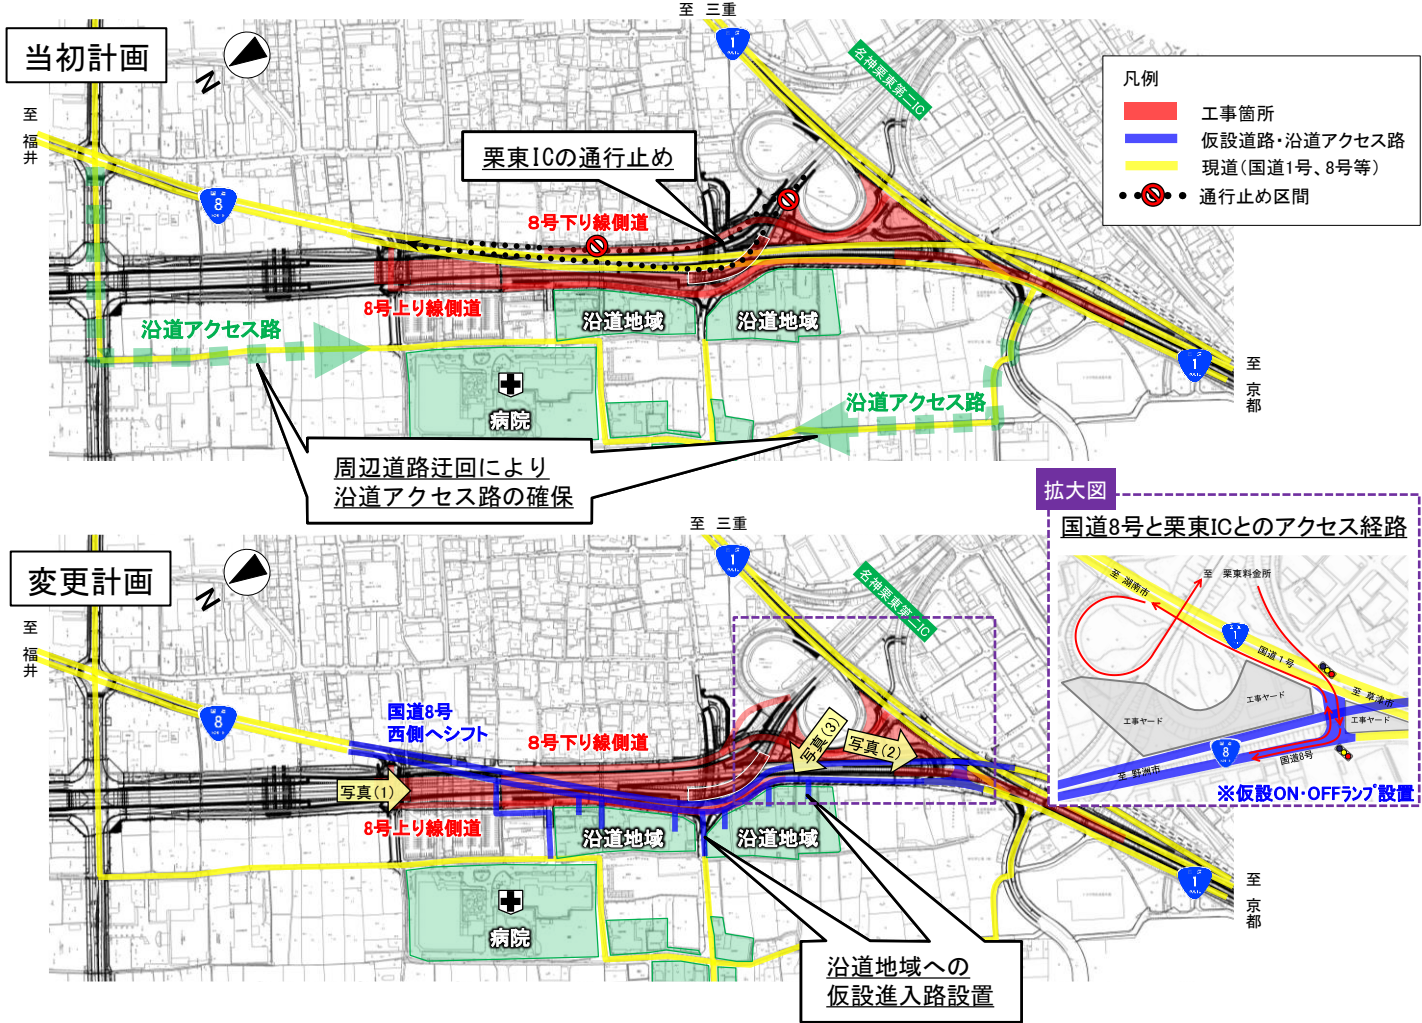 至 三重
当初計画
N
至 福井
1
名神栗東第二IC
凡例
工事箇所
仮設道路・沿道アクセス路
現道(国道1号、8号等)
通行止め区間
栗東ICの通行止め
8
8号下り線側道
8号上り線側道
沿道地域
沿道地域
沿道アクセス路
病院
沿道アクセス路
1
至 京都
周辺道路迂回により
沿道アクセス路の確保
至 三重
変更計画
N
至 福井
1
名神栗東第二IC
8
国道8号
西側へシフト
8号下り線側道
写真(1)
写真(3)
写真(2)
8号上り線側道
沿道地域
沿道地域
病院
1
至 京都
沿道地域への
仮設進入路設置
拡大図
国道8号と栗東ICとのアクセス経路
至 湖南市
至 栗東料金所
1
国道1号
至 草津市
工事ヤード
工事ヤード
工事ヤード
8
国道8号
至 野洲市
※仮設ON・OFFランプ設置